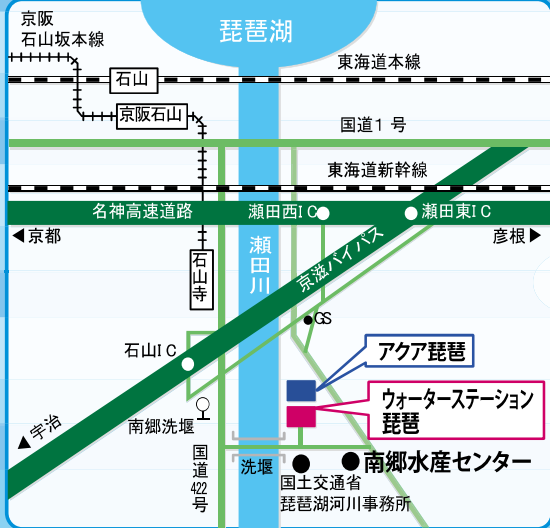 京阪
石山坂本線
琵琶湖
東海道本線
石山
京阪石山
国道1 号
東海道新幹線
名神高速道路
瀬田西IC
瀬田東IC
京都
彦根
瀬田川
京滋バイパス
石山寺
GS
石山IC
アクア琵琶
ウォーターステーション
琵琶
南郷洗堰
宇治
国道422号
洗堰
南郷水産センター
国土交通省
琵琶湖河川事務所